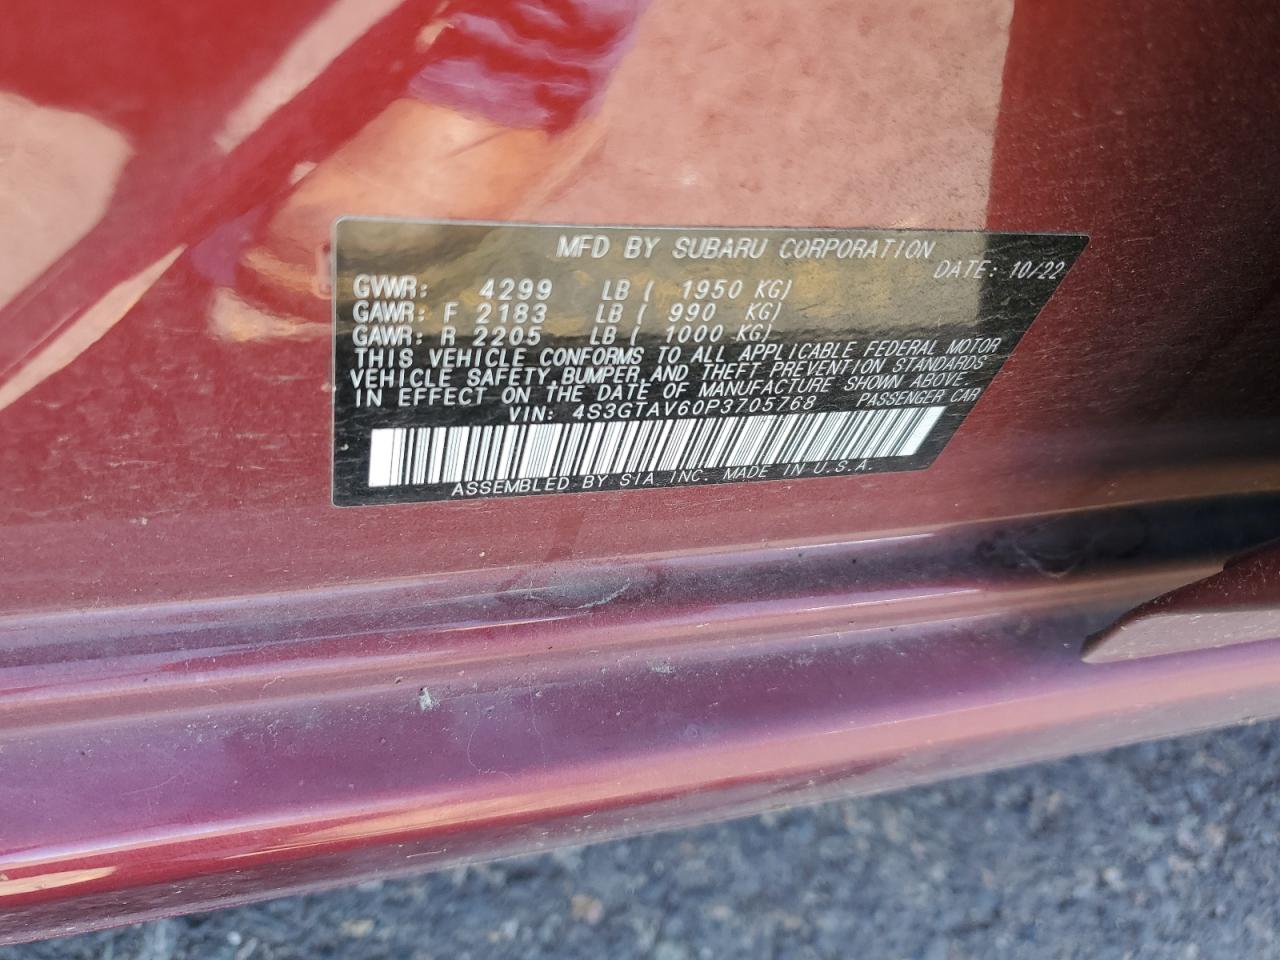 MFD BY SUBARU CORPORATION
DATE: 10/22
GVWR: 4299 LB ( 1950 KG)
GAWR: F 2183 LB ( 990 KG)
GAWR: R 2205 LB ( 1000 KG)
THIS VEHICLE CONFORMS TO ALL APPLICABLE FEDERAL MOTOR
VEHICLE SAFETY, BUMPER, AND THEFT PREVENTION STANDARDS
IN EFFECT ON THE DATE OF MANUFACTURE SHOWN ABOVE.
VIN: 4S3GTAV60P3705768 PASSENGER CAR
ASSEMBLED BY SIA INC. MADE IN U.S.A.